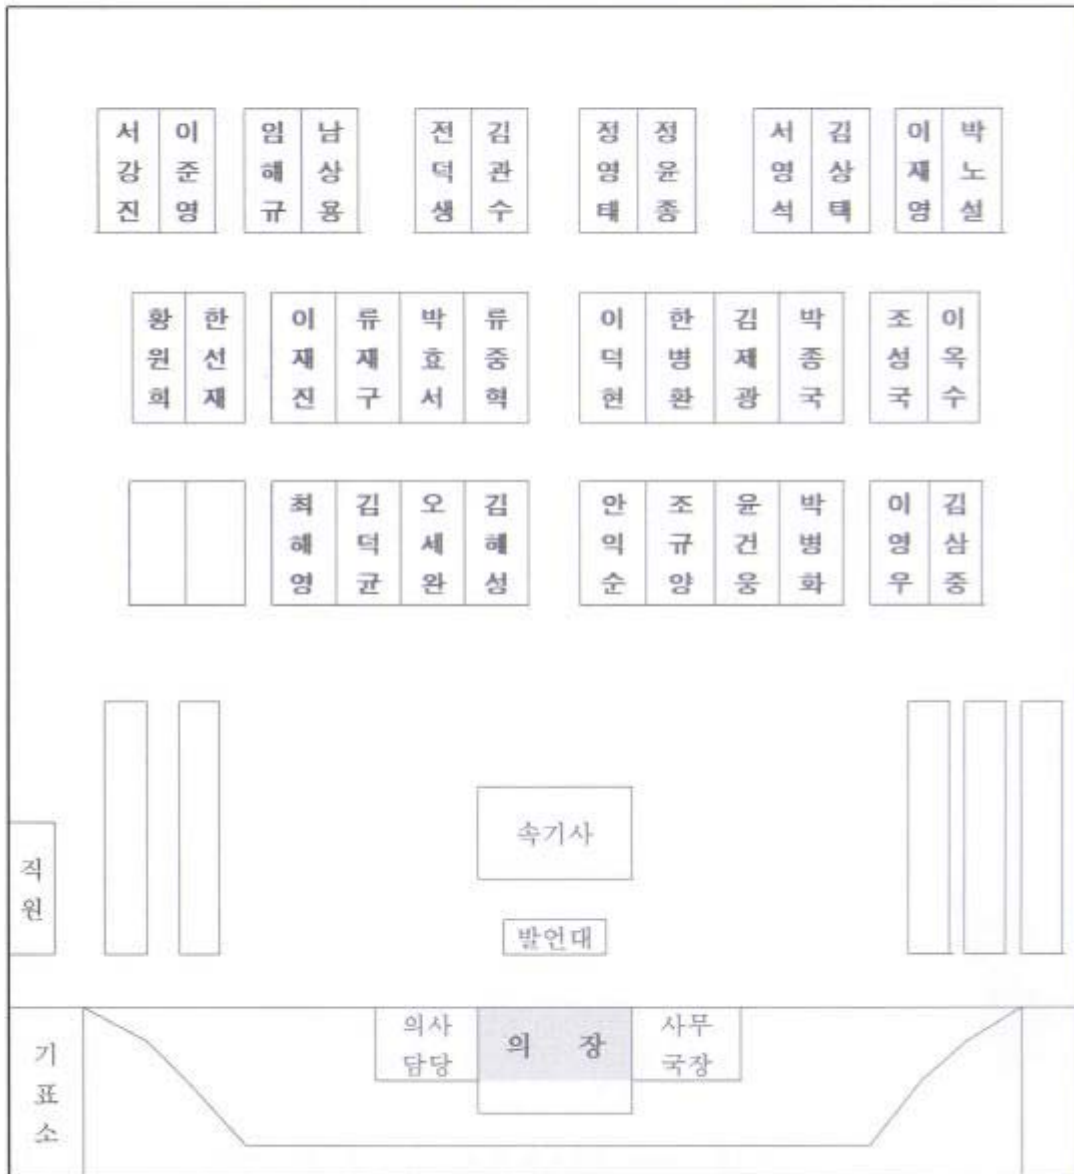 서강진 이준영 임해규 남상용 전덕생 김관수 정영태 정윤종 서영석 김상택 이재영 박노설
황원희 한선재 이재진 류재구 박효서 류중혁 이덕현 한병환 김제광 박종국 조성국 이옥수
최해영 김덕균 오세완 김혜성 안익순 조규양 윤건웅 박병화 이영우 김삼중
속기사
직원
발언대
의사담당 의 장 사무국장
기표소